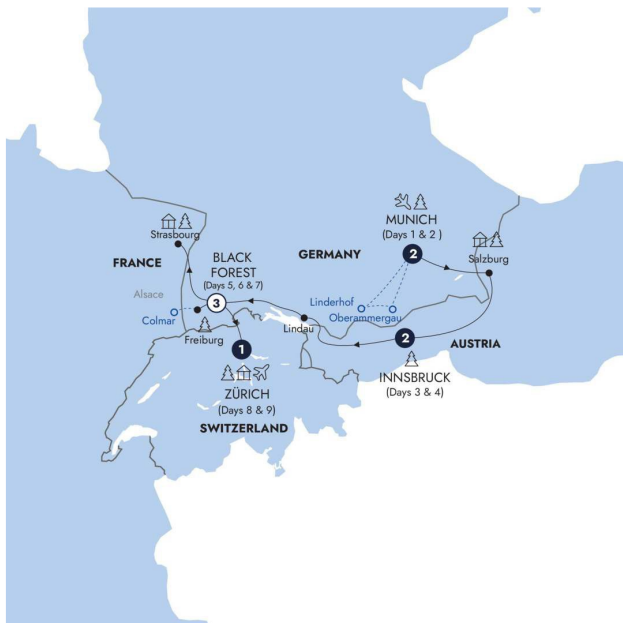 MUNICH
(Days 1 & 2 )
2
Strasbourg
Salzburg
BLACK
FOREST
(Days 5, 6 & 7)
GERMANY
FRANCE
Alsace
Linderhof
3
Oberammergau
Colmar
Lindau
Freiburg
2
AUSTRIA
1
INNSBRUCK
(Days 3 & 4)
ZÜRICH
(Days 8 & 9)
SWITZERLAND